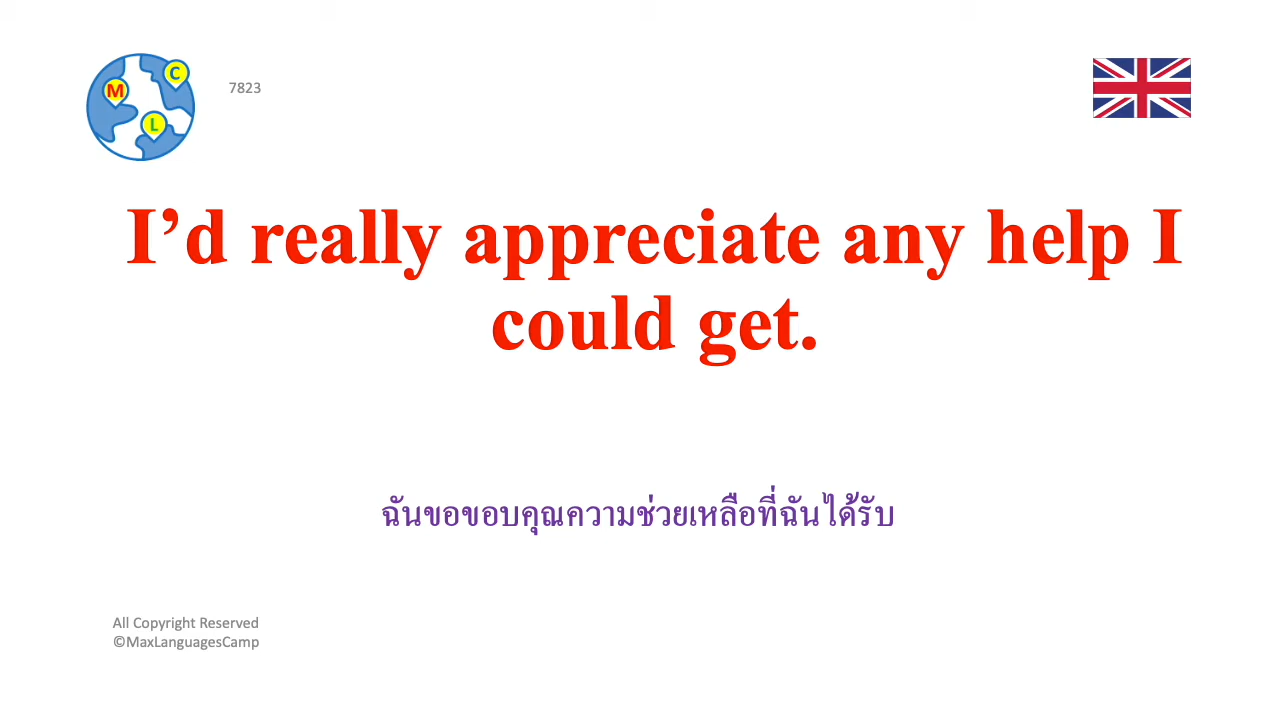 M
C
L
7823
I’d really appreciate any help I
could get.
ฉันขอขอบคุณความช่วยเหลือที่ฉันได้รับ
All Copyright Reserved
©MaxLanguagesCamp